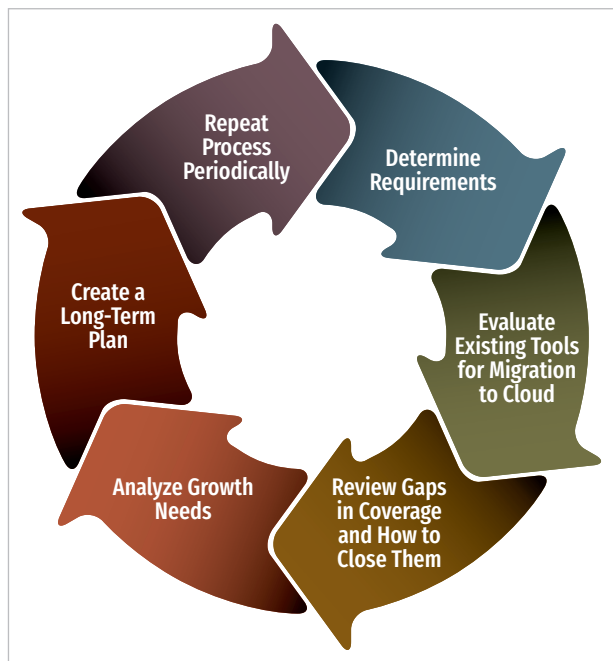 Repeat
Process
Periodically
Determine
Requirements
Evaluate
Existing Tools
for Migration
to Cloud
Review Gaps
in Coverage
and How to
Close Them
Analyze Growth
Needs
Create a
Long-Term
Plan